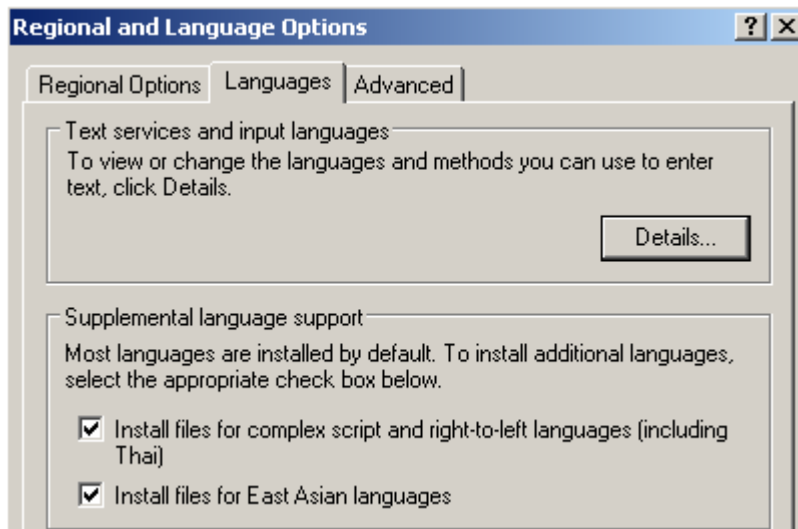 Regional and Language Options
Regional Options Languages Advanced
Text services and input languages
To view or change the languages and methods you can use to enter
text, click Details.
Details...
Supplemental language support
Most languages are installed by default. To install additional languages,
select the appropriate check box below.
Install files for complex script and right-to-left languages (including
Thai)
Install files for East Asian languages